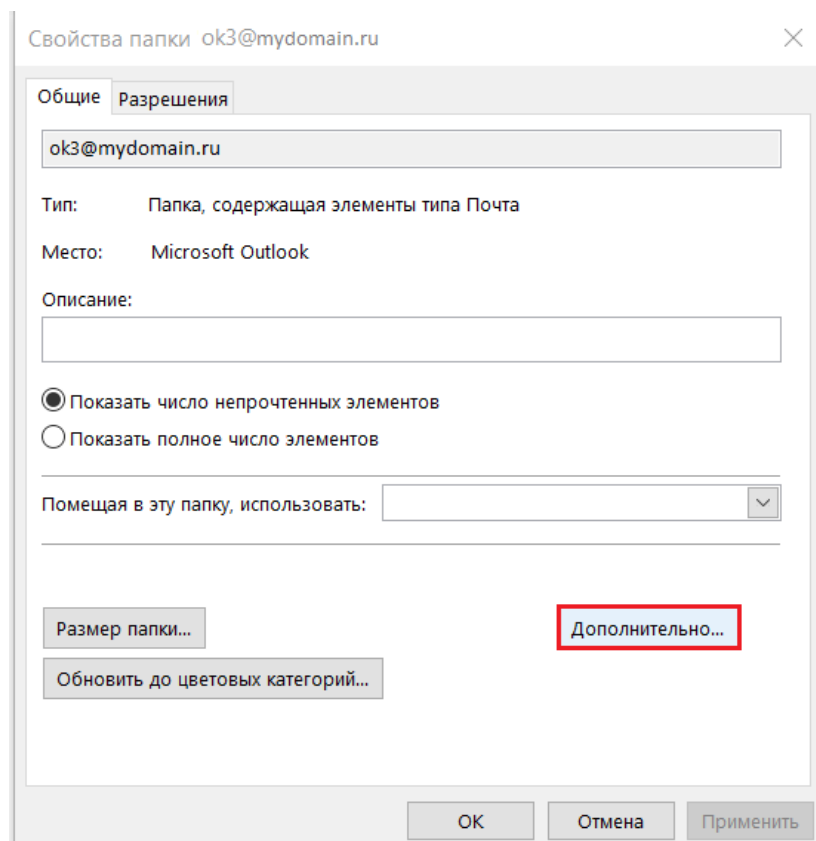 Свойства папки ok3@mydomain.ru
Общие Разрешения
ok3@mydomain.ru
Тип: Папка, содержащая элементы типа Почта
Место: Microsoft Outlook
Описание:
Показать число непрочтенных элементов
Показать полное число элементов
Помещая в эту папку, использовать:
Размер папки... Дополнительно...
Обновить до цветовых категорий...
ОК Отмена Применить